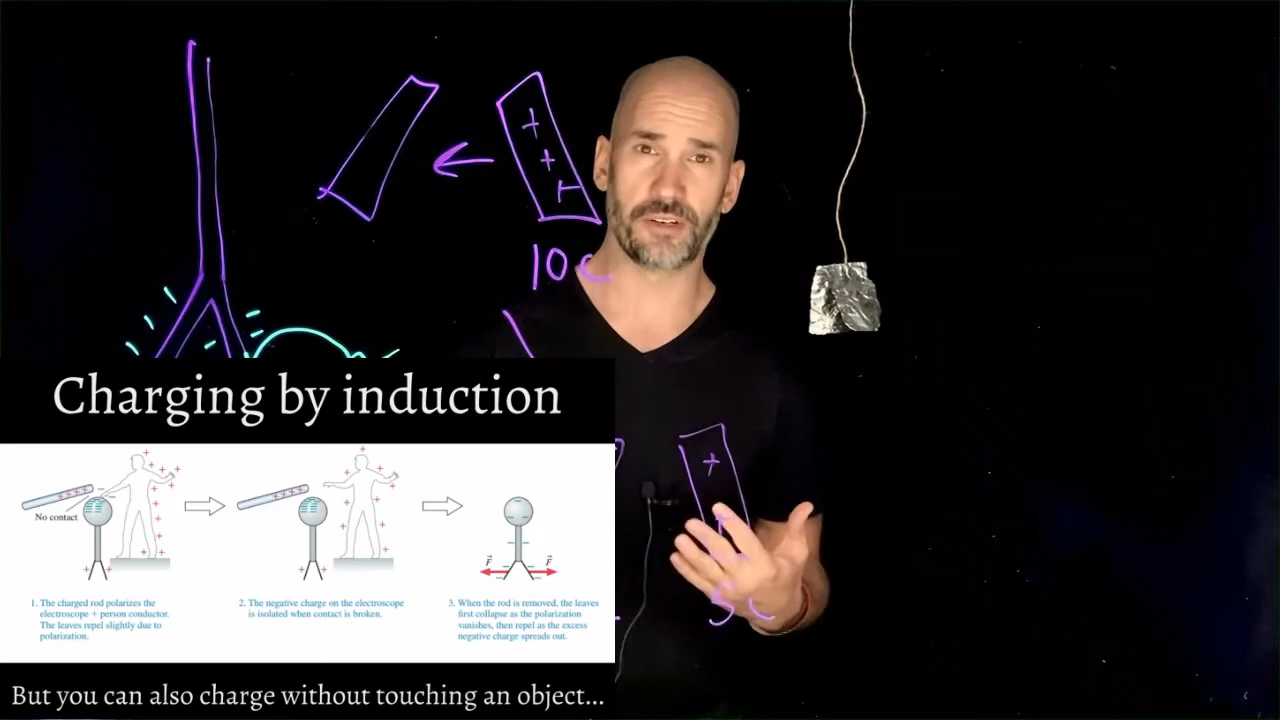 +
+
+
10 C
+
5 C
Charging by induction
No contact
F
F
1. The charged rod polarizes the
electroscope + person conductor.
The leaves repel slightly due to
polarization.
2. The negative charge on the electroscope
is isolated when contact is broken.
3. When the rod is removed, the leaves
first collapse as the polarization
vanishes, then repel as the excess
negative charge spreads out.
But you can also charge without touching an object...